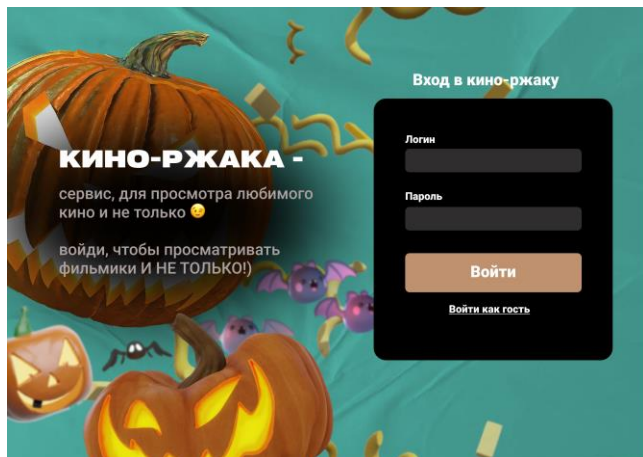 КИНО-РЖАКА -
сервис, для просмотра любимого
кино и не только 😉
войди, чтобы просматривать
фильмики И НЕ ТОЛЬКО!)
Вход в кино-ржаку
Логин
Пароль
Войти
Войти как гость